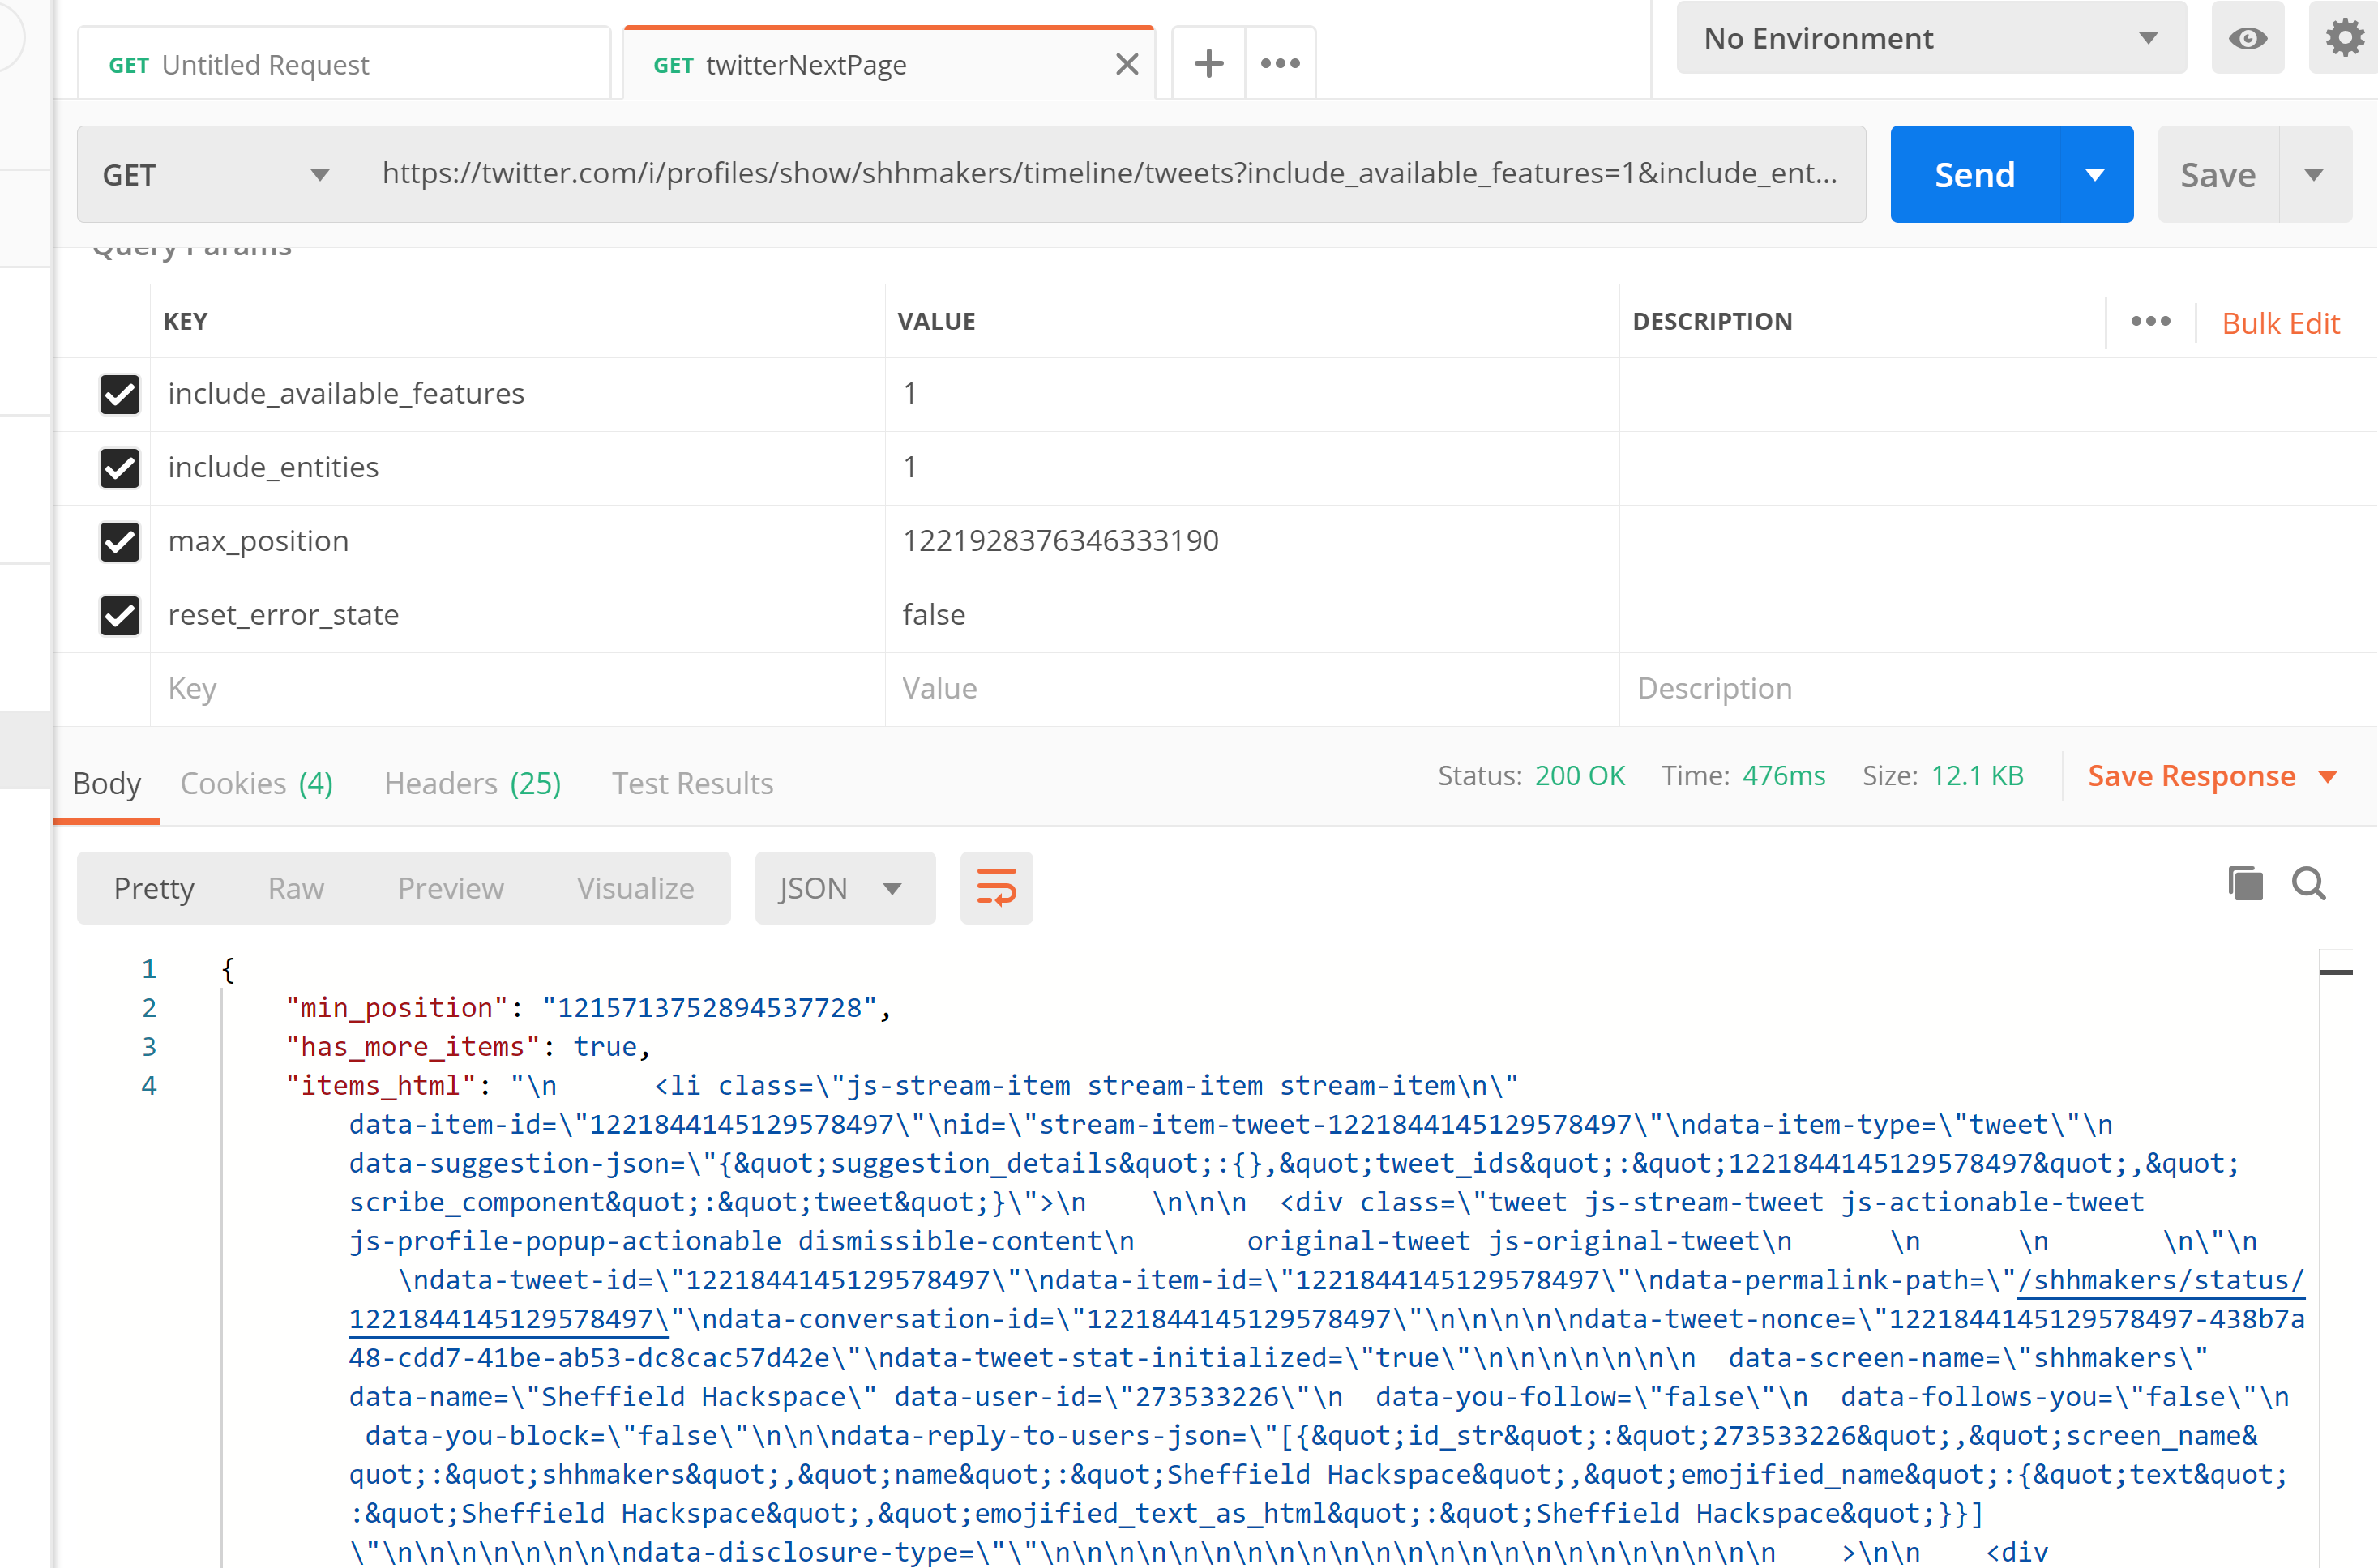 GET Untitled Request
GET twitterNextPage
No Environment
GET
https://twitter.com/i/profiles/show/shhmakers/timeline/tweets?include_available_features=1&include_ent...
Send
Save
Query Params
KEY VALUE DESCRIPTION Bulk Edit
include_available_features 1
include_entities 1
max_position 1221928376346333190
reset_error_state false
Key Value Description
Body Cookies (4) Headers (25) Test Results Status: 200 OK Time: 476ms Size: 12.1 KB Save Response
Pretty Raw Preview Visualize JSON
1 {
2 "min_position": "1215713752894537728",
3 "has_more_items": true,
4 "items_html": "\n      <li class=\"js-stream-item stream-item stream-item\n\"
data-item-id=\"1221844145129578497\"\nid=\"stream-item-tweet-1221844145129578497\"\ndata-item-type=\"tweet\"\n
data-suggestion-json=\"{&quot;suggestion_details&quot;:{},&quot;tweet_ids&quot;:&quot;1221844145129578497&quot;,&quot;
scribe_component&quot;:&quot;tweet&quot;}\">\n    \n\n\n  <div class=\"tweet js-stream-tweet js-actionable-tweet
js-profile-popup-actionable dismissible-content\n       original-tweet js-original-tweet\n      \n      \n       \n\"\n
\ndata-tweet-id=\"1221844145129578497\"\ndata-item-id=\"1221844145129578497\"\ndata-permalink-path=\"/shhmakers/status/
1221844145129578497\"\ndata-conversation-id=\"1221844145129578497\"\n\n\n\n\ndata-tweet-nonce=\"1221844145129578497-438b7a
48-cdd7-41be-ab53-dc8cac57d42e\"\ndata-tweet-stat-initialized=\"true\"\n\n\n\n\n\n\n  data-screen-name=\"shhmakers\"
data-name=\"Sheffield Hackspace\" data-user-id=\"273533226\"\n  data-you-follow=\"false\"\n  data-follows-you=\"false\"\n
data-you-block=\"false\"\n\n\ndata-reply-to-users-json=\"[{&quot;id_str&quot;:&quot;273533226&quot;,&quot;screen_name&
quot;:&quot;shhmakers&quot;,&quot;name&quot;:&quot;Sheffield Hackspace&quot;,&quot;emojified_name&quot;:{&quot;text&quot;
:&quot;Sheffield Hackspace&quot;,&quot;emojified_text_as_html&quot;:&quot;Sheffield Hackspace&quot;}}]
\"\n\n\n\n\n\n\n\ndata-disclosure-type=\"\"\n\n\n\n\n\n\n\n\n\n\n\n\n\n\n\n\n\n\n\n\n\n\n    >\n\n    <div